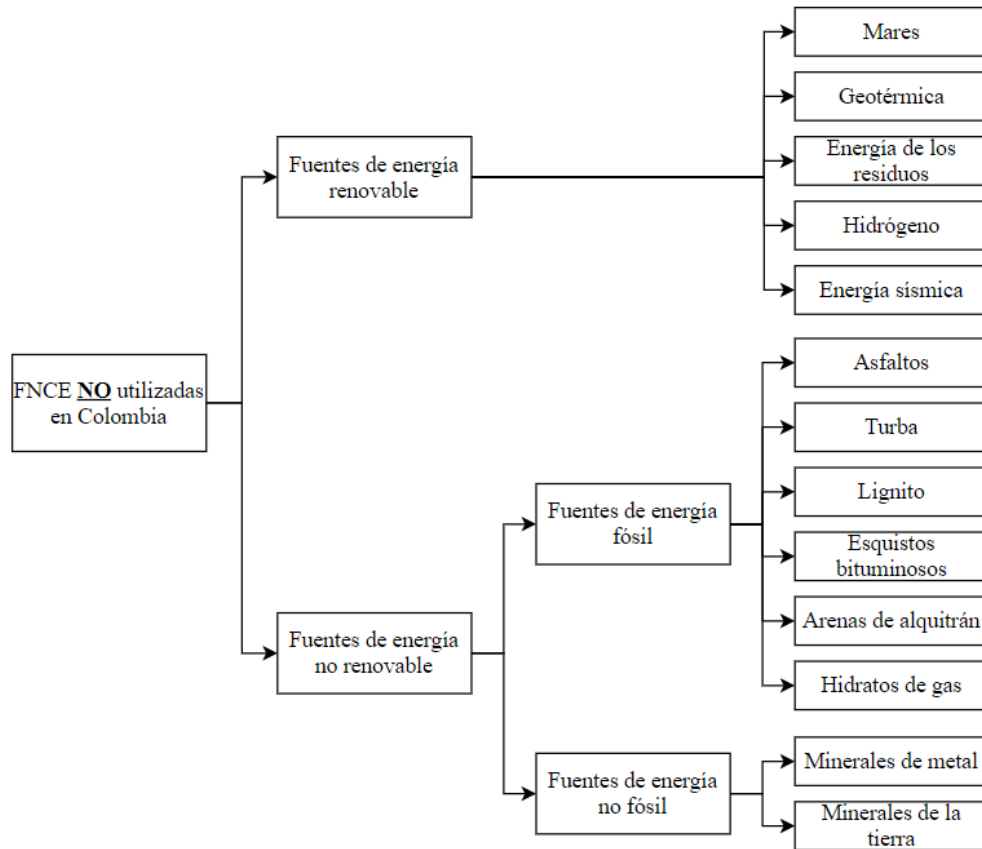 Mares
Geotérmica
Fuentes de energía
renovable
Energía de los
residuos
Hidrógeno
Energía sísmica
FNCE NO utilizadas
en Colombia
Asfaltos
Turba
Fuentes de energía
fósil
Lignito
Esquistos
bituminosos
Fuentes de energía
no renovable
Arenas de alquitrán
Hidratos de gas
Fuentes de energía
no fósil
Minerales de metal
Minerales de la
tierra